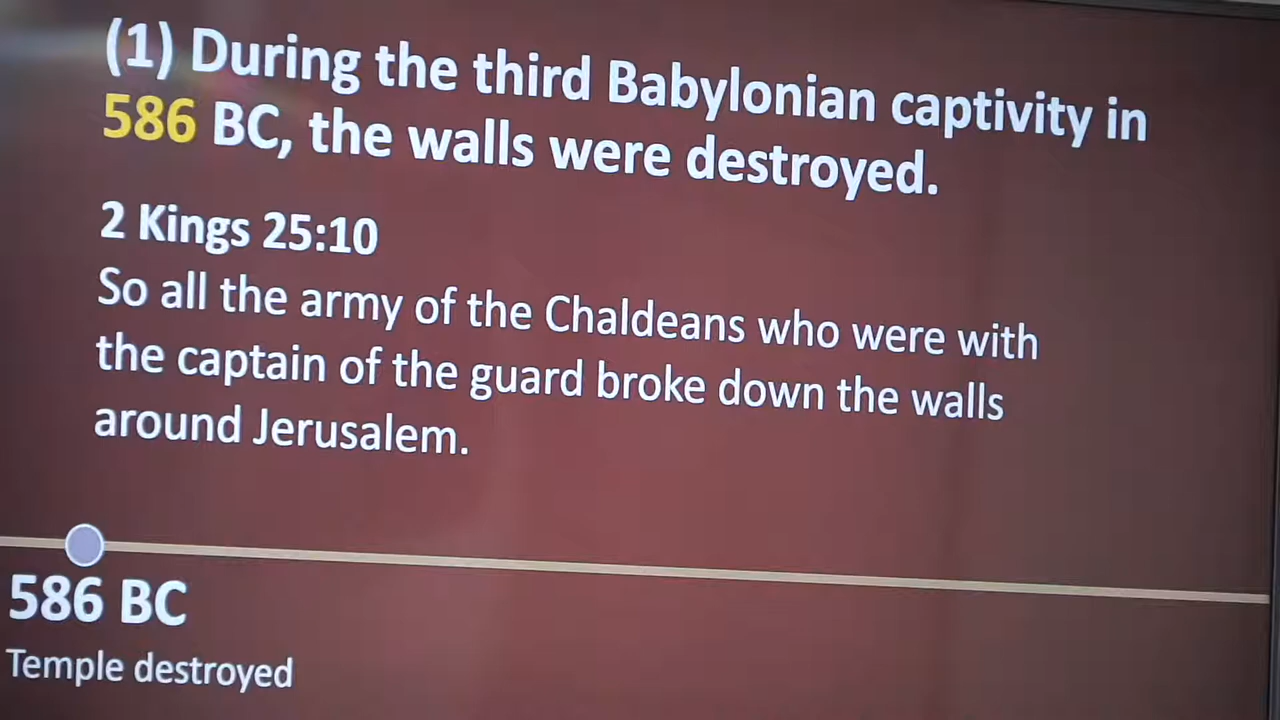 (1) During the third Babylonian captivity in
586 BC, the walls were destroyed.
2 Kings 25:10
So all the army of the Chaldeans who were with
the captain of the guard broke down the walls
around Jerusalem.
586 BC
Temple destroyed